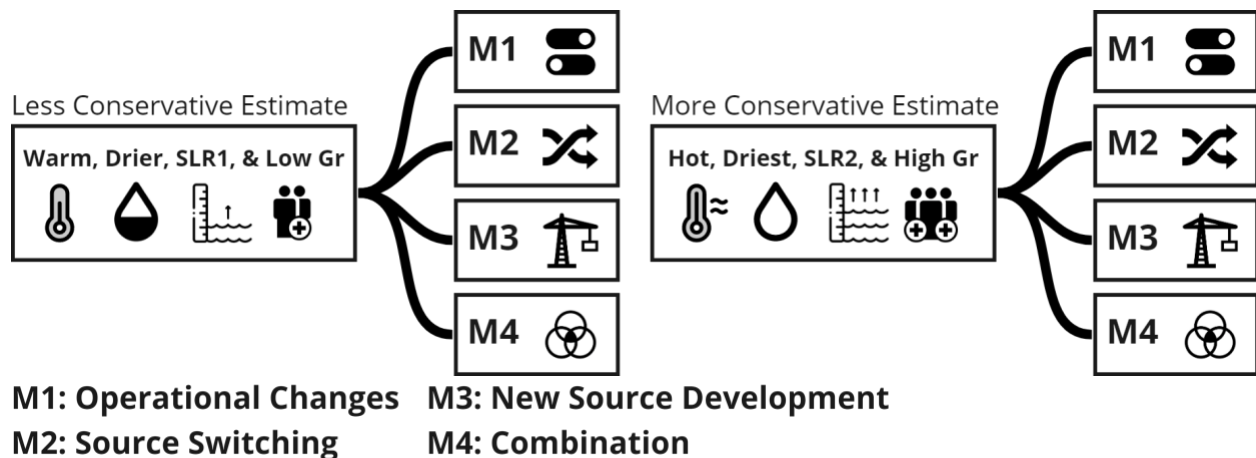 Less Conservative Estimate
Warm, Drier, SLR1, & Low Gr
M1
M2
M3
M4
More Conservative Estimate
Hot, Driest, SLR2, & High Gr
M1
M2
M3
M4
M1: Operational Changes
M3: New Source Development
M2: Source Switching
M4: Combination